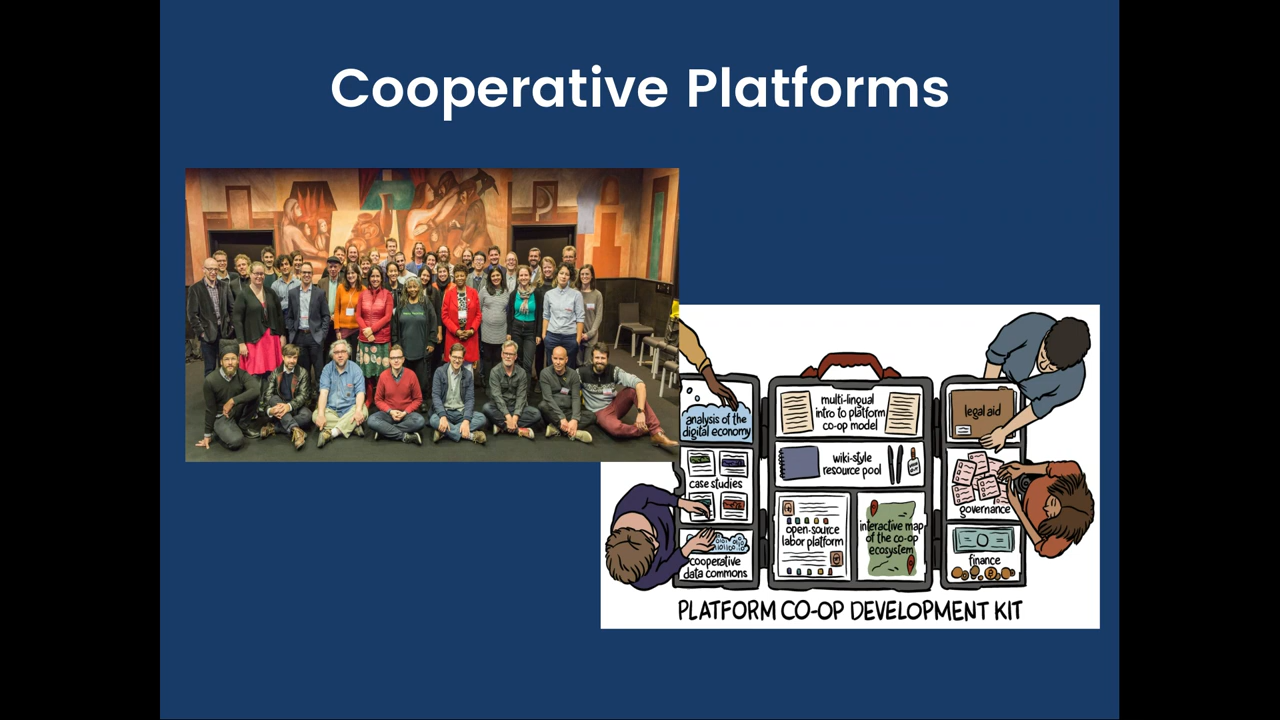 Cooperative Platforms
analysis of the
digital economy
case studies
cooperative
data commons
multi-lingual
intro to platform
co-op model
wiki-style
resource pool
open-source
labor platform
interactive map
of the co-op
ecosystem
legal aid
governance
finance
PLATFORM CO-OP DEVELOPMENT KIT